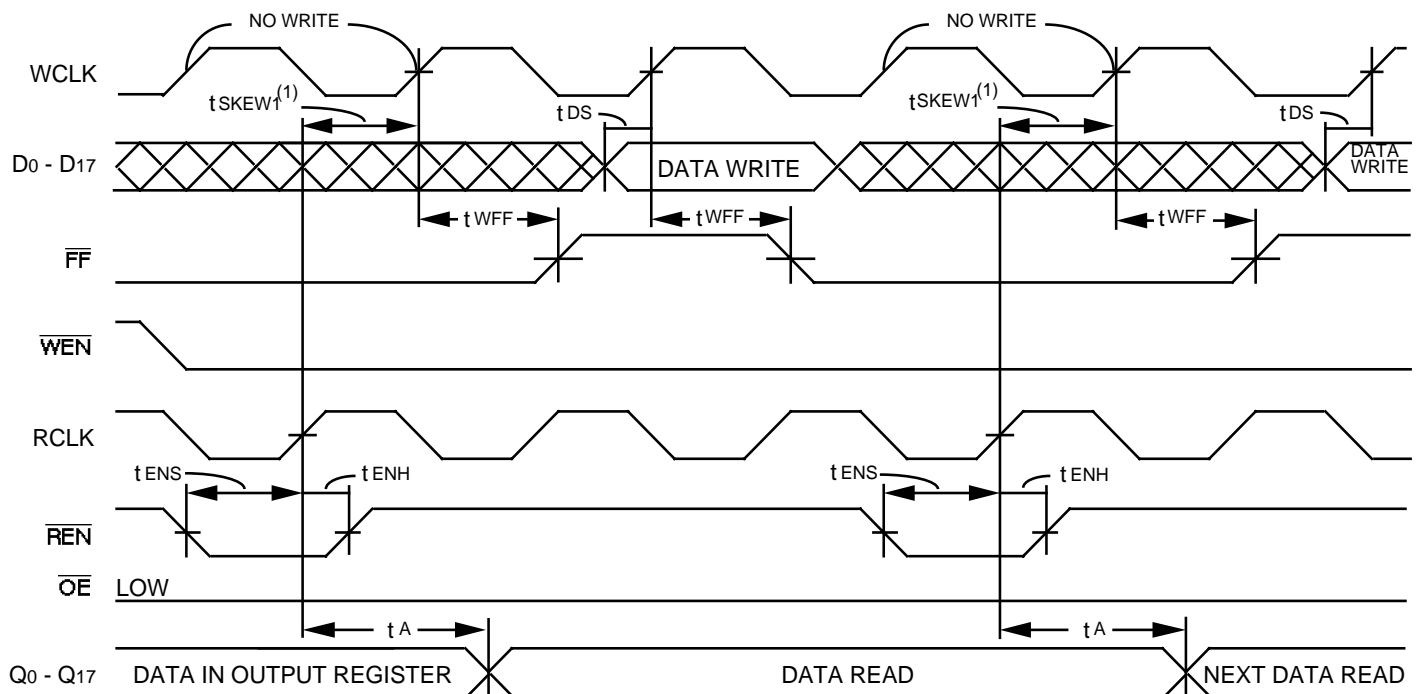 NO WRITE NO WRITE
WCLK
tSKEW1(1) tDS tSKEW1(1) tDS
D0 - D17 DATA WRITE DATA WRITE
tWFF tWFF tWFF
FF
WEN
RCLK
tENS tENH tENS tENH
REN
OE LOW
tA tA
Q0 - Q17 DATA IN OUTPUT REGISTER DATA READ NEXT DATA READ